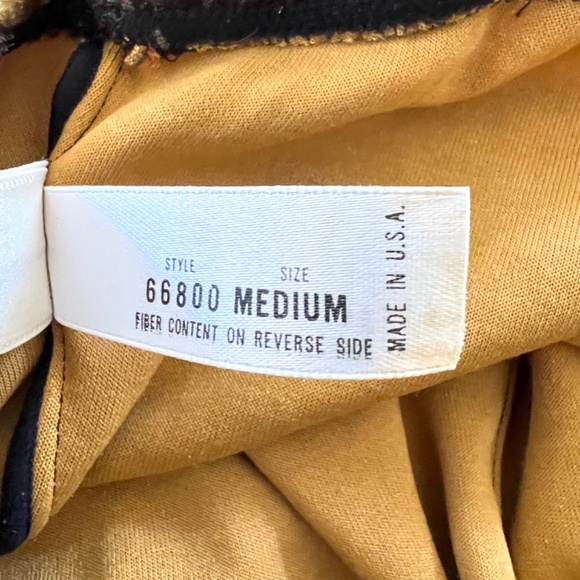 STYLE SIZE
66800 MEDIUM
FIBER CONTENT ON REVERSE SIDE
MADE IN U.S.A.